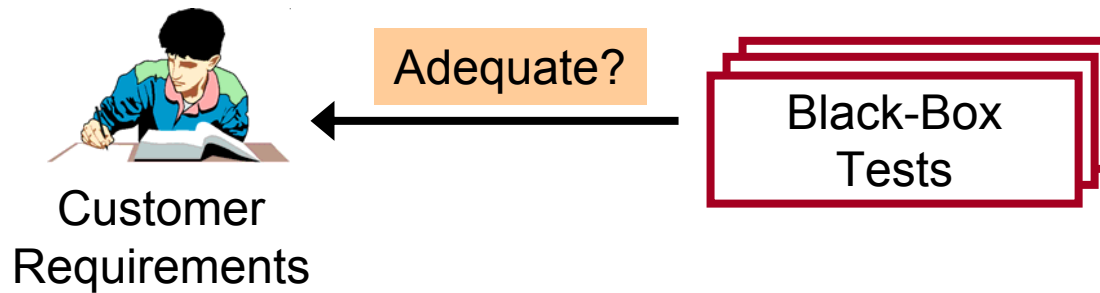 Adequate?
Black-Box
Tests
Customer
Requirements